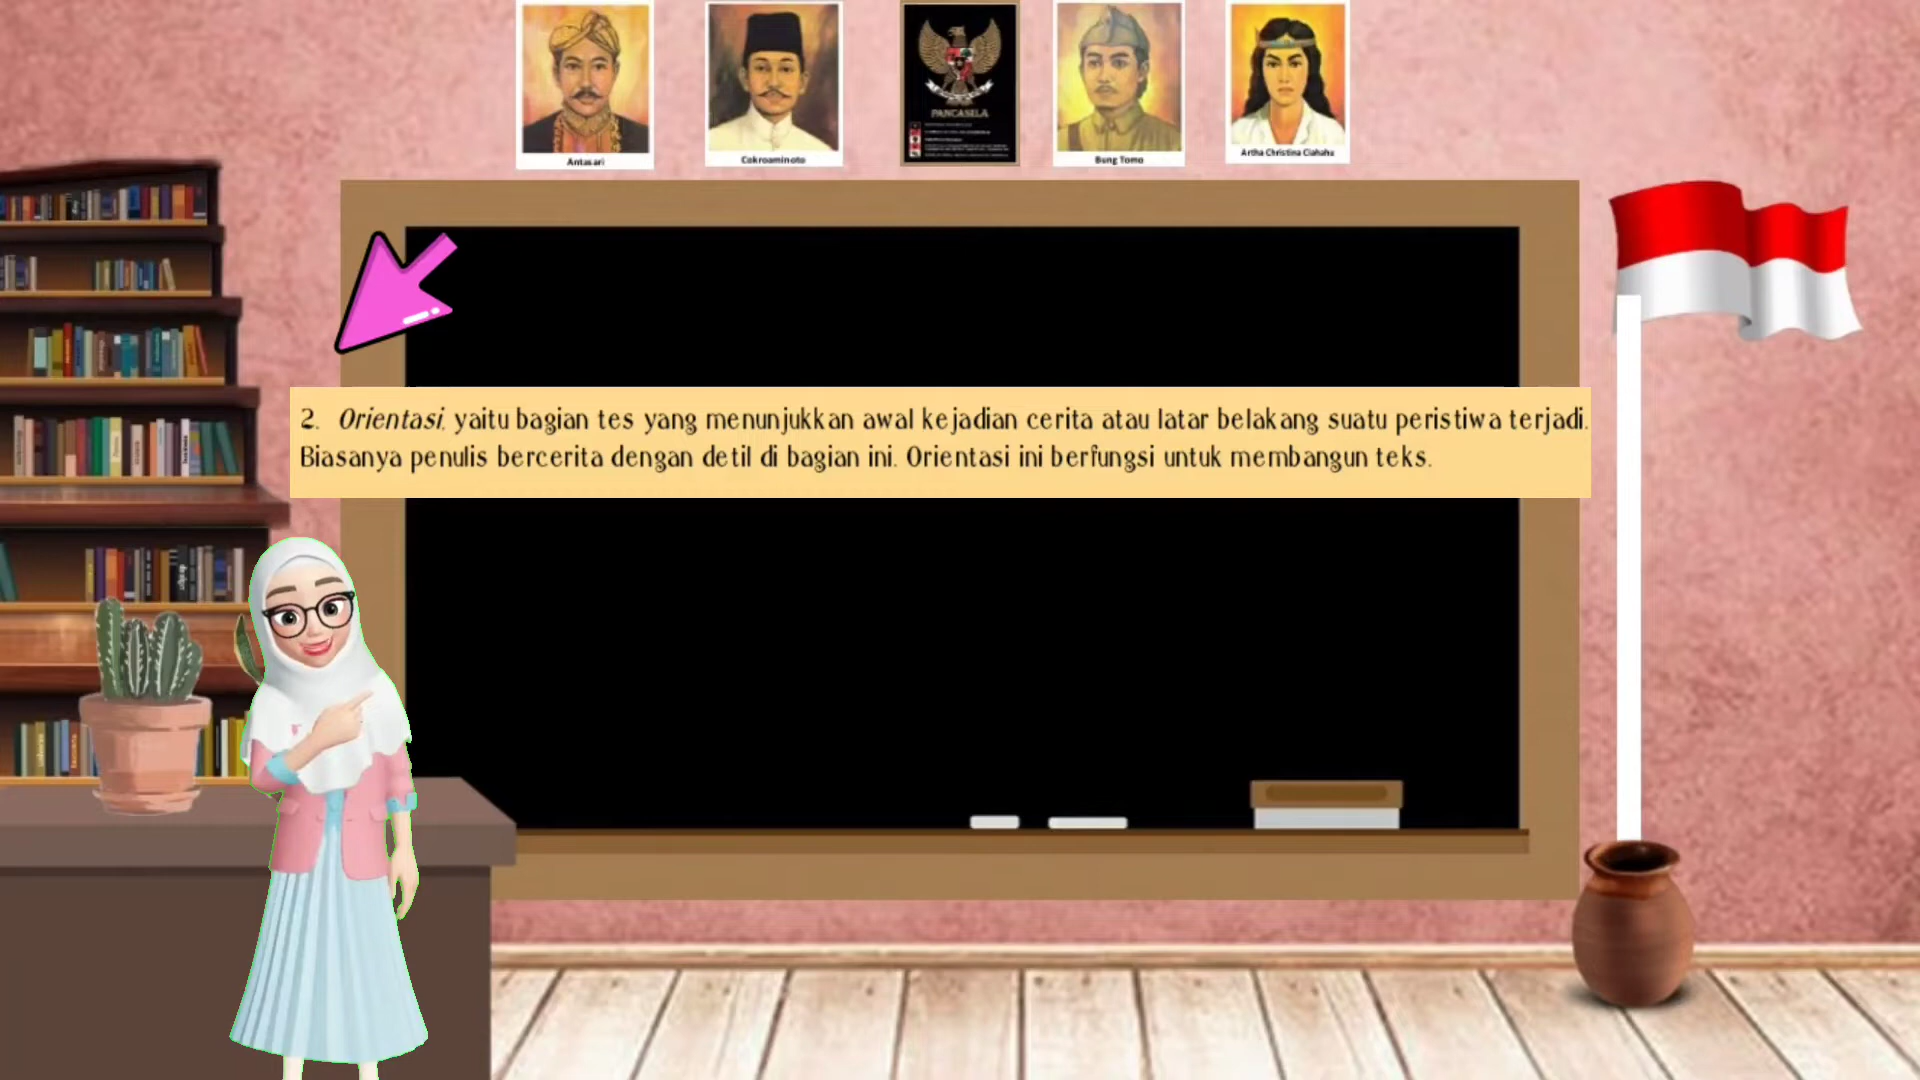 Antasari
Cokroaminoto
PANCASILA
Bung Tomo
Artha Christina Ciahahu
2. Orientasi, yaitu bagian tes yang menunjukkan awal kejadian cerita atau latar belakang suatu peristiwa terjadi.
Biasanya penulis bercerita dengan detil di bagian ini. Orientasi ini berfungsi untuk membangun teks.